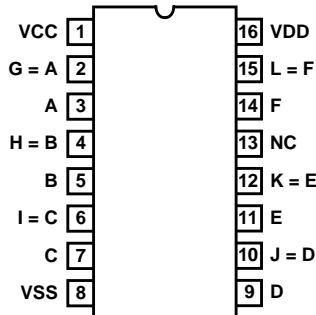 VCC 1
G = A 2
A 3
H = B 4
B 5
I = C 6
C 7
VSS 8
16 VDD
15 L = F
14 F
13 NC
12 K = E
11 E
10 J = D
9 D